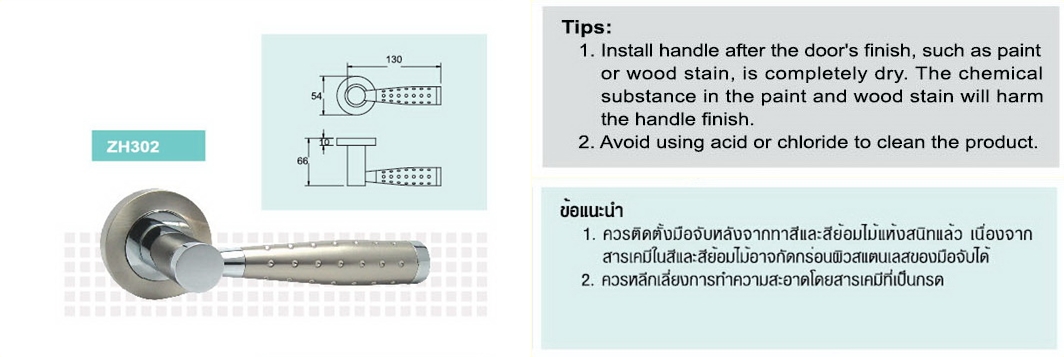 130
54
ZH302
10
66
Tips:
1. Install handle after the door's finish, such as paint
or wood stain, is completely dry. The chemical
substance in the paint and wood stain will harm
the handle finish.
2. Avoid using acid or chloride to clean the product.
ข้อแนะนำ
1. ควรติดตั้งมือจับหลังจากทาสีและสีย้อมไม้แห้งสนิทแล้ว เนื่องจาก
สารเคมีในสีและสีย้อมไม้อาจกัดกร่อนผิวสแตนเลสของมือจับได้
2. ควรหลีกเลี่ยงการทำความสะอาดโดยสารเคมีที่เป็นกรด